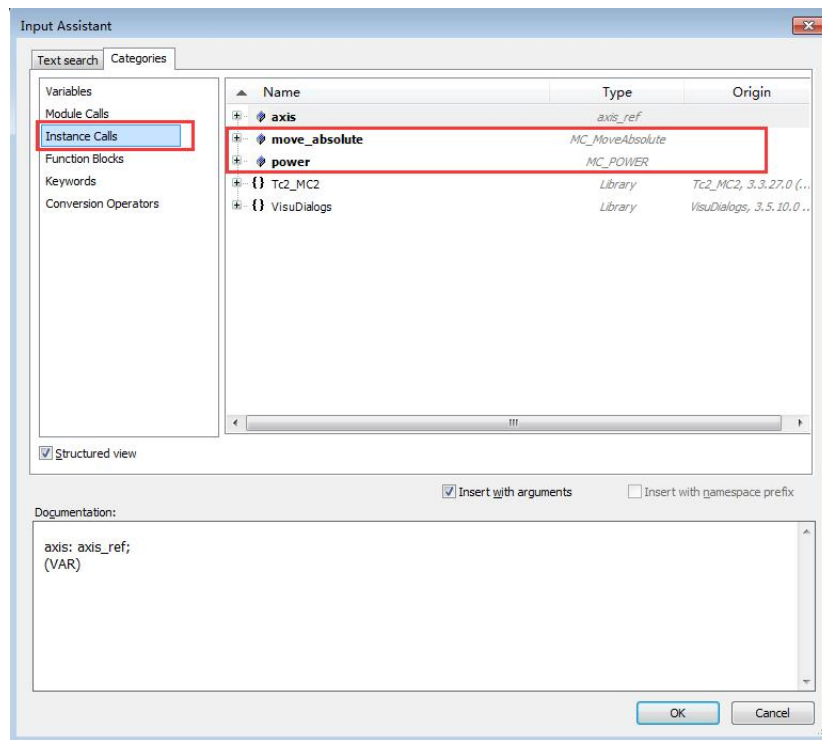 Input Assistant
Text search Categories
Variables
Module Calls
Instance Calls
Function Blocks
Keywords
Conversion Operators
Name Type Origin
axis axis_ref
move_absolute MC_MoveAbsolute
power MC_POWER
{} Tc2_MC2 Library Tc2_MC2, 3.3.27.0 (...
{} VisuDialogs Library VisuDialogs, 3.5.10.0 ..
Structured view
Insert with arguments Insert with namespace prefix
Documentation:
axis: axis_ref;
(VAR)
OK Cancel